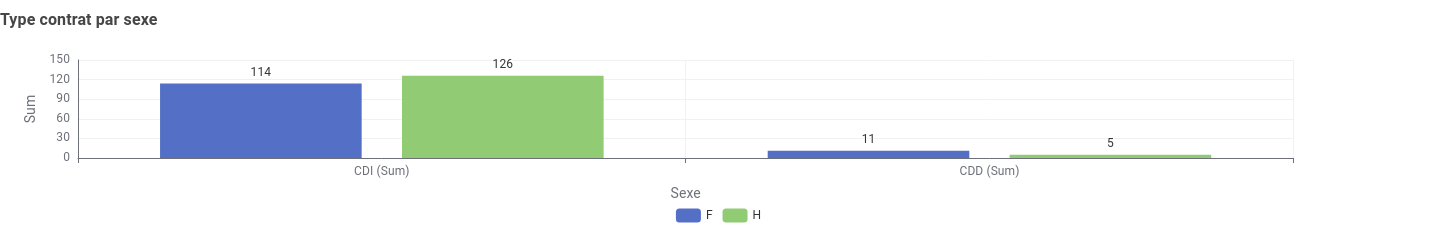 Type contrat par sexe
150
120
90
60
30
0
Sum
114
126
11
5
CDI (Sum)
CDD (Sum)
Sexe
F
H